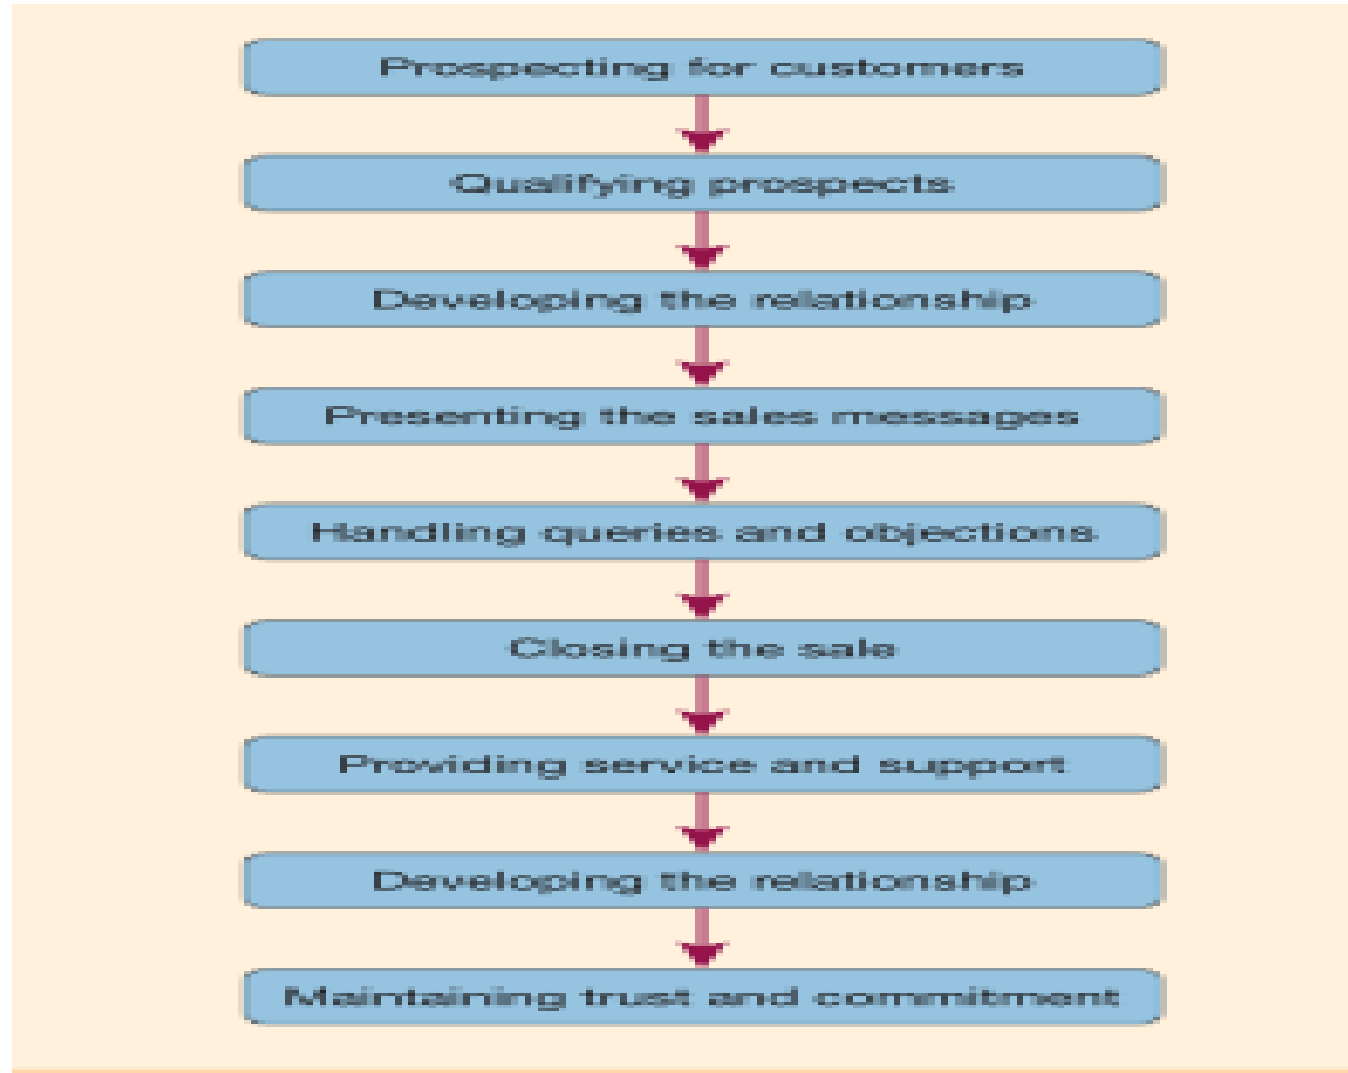 Prospecting for customers
Qualifying prospects
Developing the relationship
Presenting the sales messages
Handling queries and objections
Closing the sale
Providing service and support
Developing the relationship
Maintaining trust and commitment